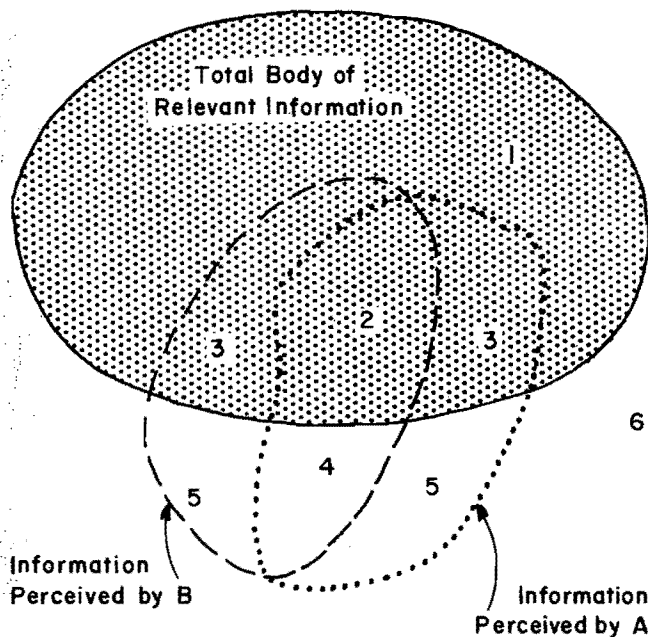 Total Body of
Relevant Information
1
2
3
3
4
5
5
6
Information
Perceived by B
Information
Perceived by A